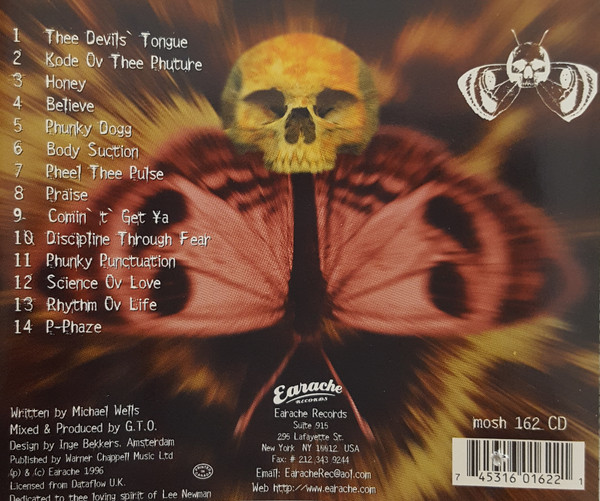 1 Thee Devils` Tongue
2 Kode Öv Thee Phuture
3 Honey
4 Believe
5 Phunky Dogg
6 Body Suction
7 Pheel Thee Pulse
8 Praise
9 Comin` `t` Get ¥a
10 Discipline Through Fear
11 Phunky Punctuation
12 Science Öv Love
13 Rhythm Öv Life
14 P-Phaze
Written by Michael Wells
Mixed & Produced by G.T.O.
Design by Inge Bekkers. Amsterdam
Published by Warner Chappell Music Ltd
(p) & (c) Earache 1996
Licensed from Dataflow U.K.
Dedicated to thee loving spirit of Lee Newman
Earache
RECORDS
Earache Records
Suite 915
295 Lafayette St.
New York NY 10012 USA
Fax: # 212 343 9244
Email: EaracheRec@aol.com
Web http://www.earache.com
mosh 162 CD
7 45316 01622 1